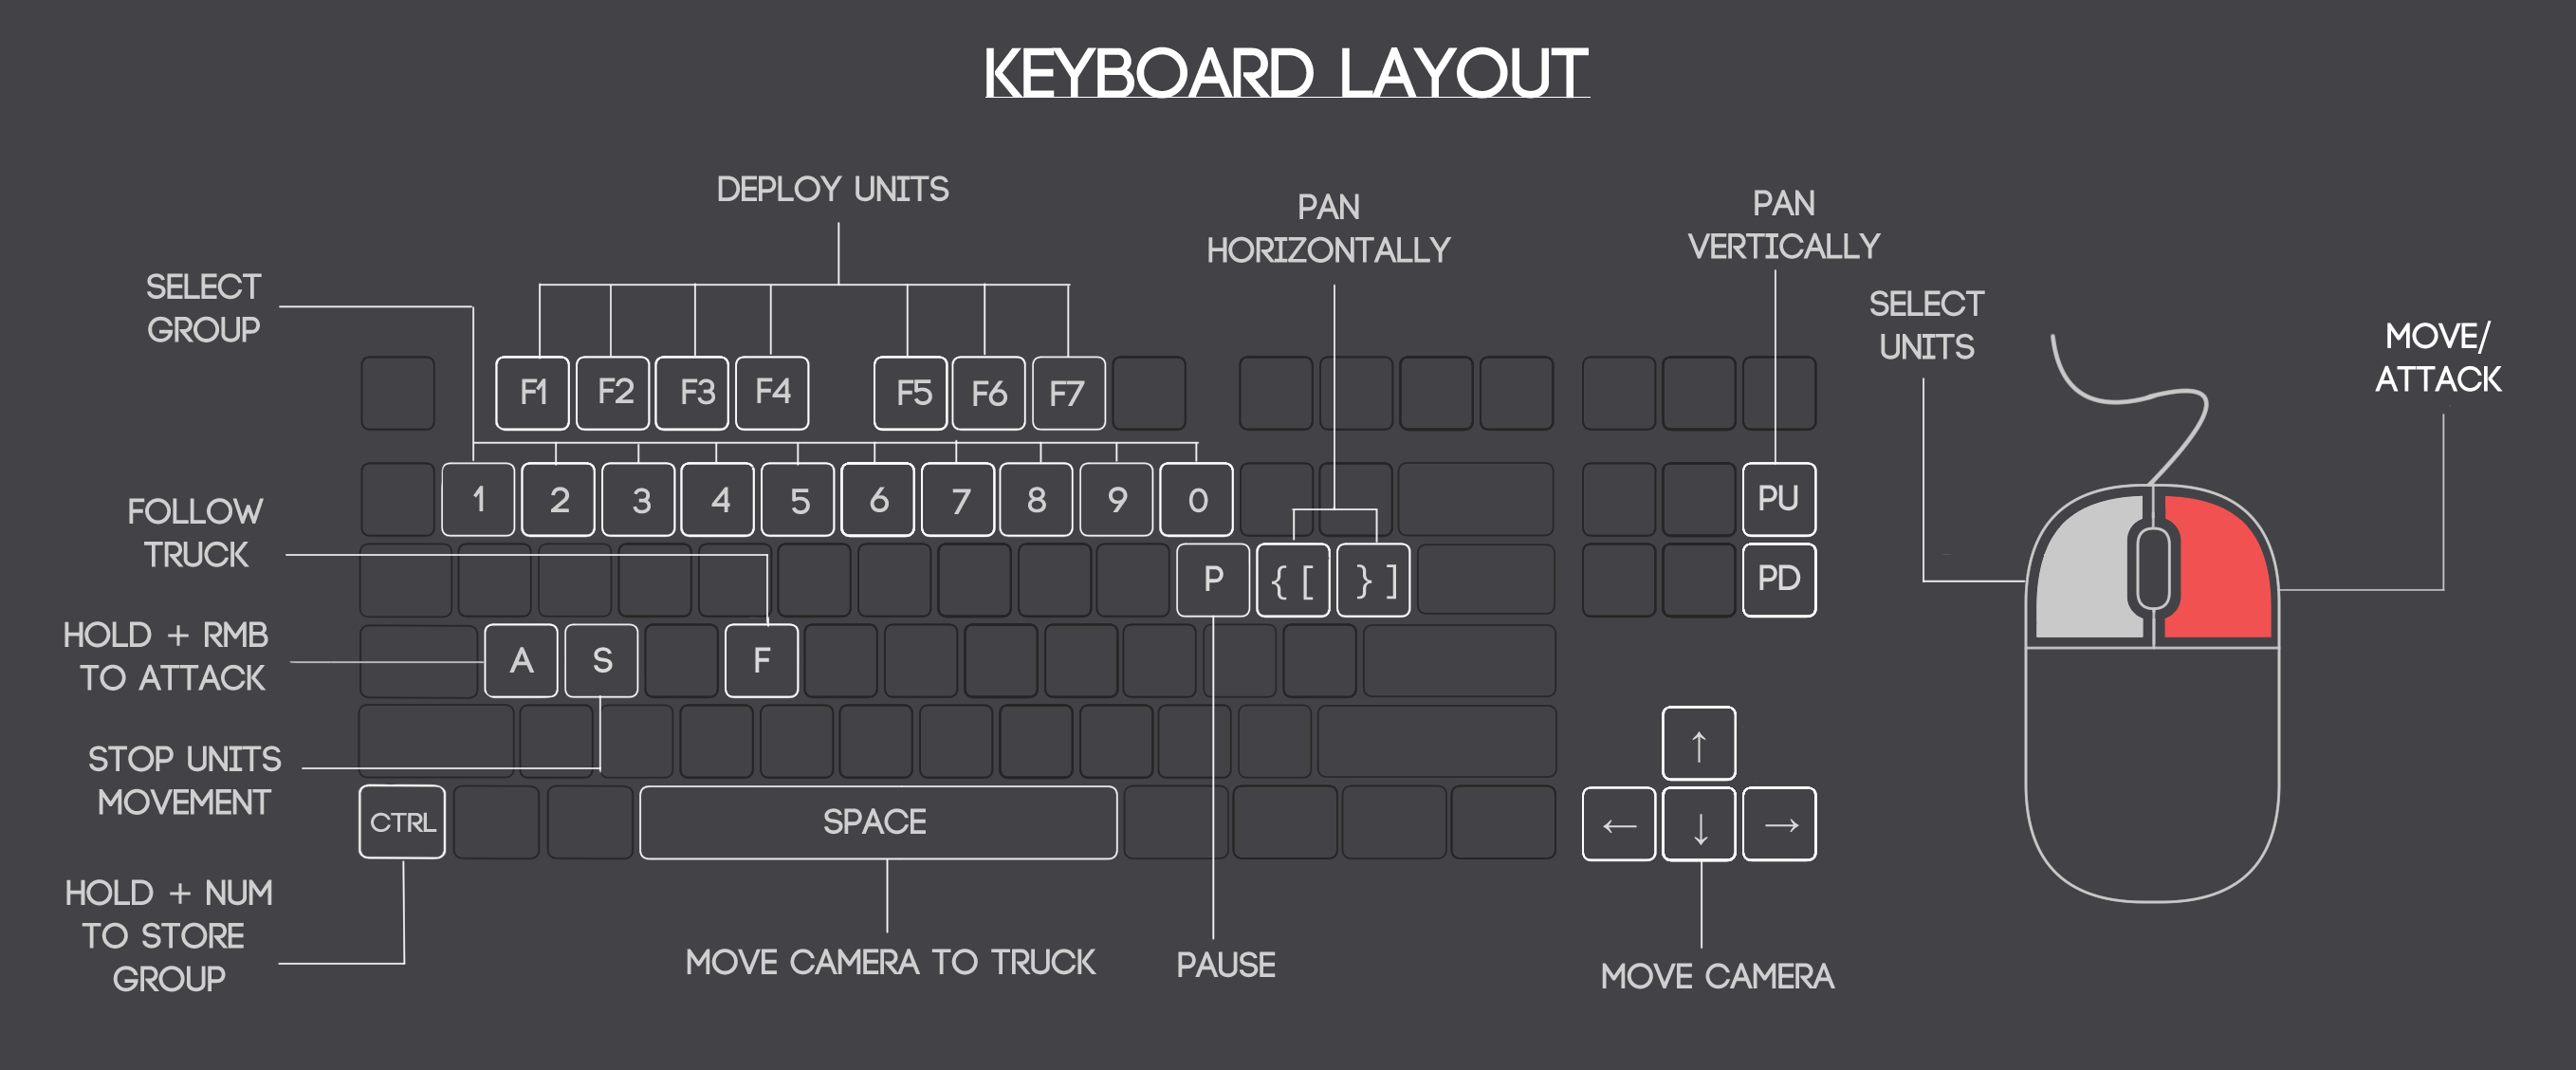 KEYBOARD LAYOUT
DEPLOY UNITS
PAN
HORIZONTALLY
PAN
VERTICALLY
SELECT
GROUP
SELECT
UNITS
MOVE/
ATTACK
F1 F2 F3 F4 F5 F6 F7
1 2 3 4 5 6 7 8 9 0 PU
FOLLOW
TRUCK
P { [ } ] PD
HOLD + RMB
TO ATTACK
A S F
STOP UNITS
MOVEMENT
↑
CTRL SPACE ← ↓ →
HOLD + NUM
TO STORE
GROUP
MOVE CAMERA TO TRUCK
PAUSE
MOVE CAMERA